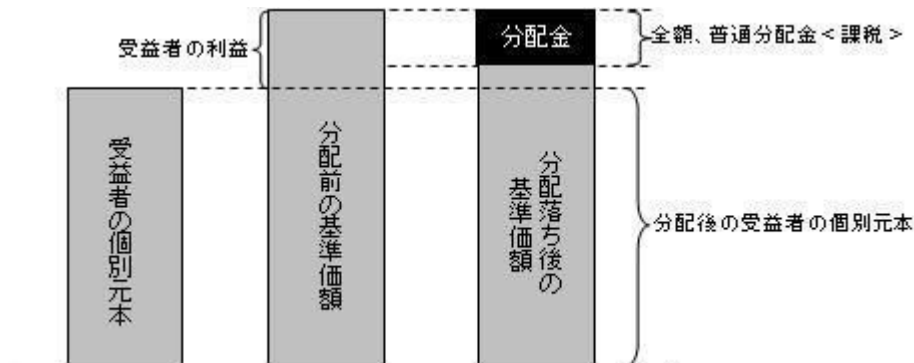 受益者の利益
分配金
全額、普通分配金＜課税＞
受益者の個別元本
分配前の基準価額
分配落ち後の
基準価額
分配後の受益者の個別元本